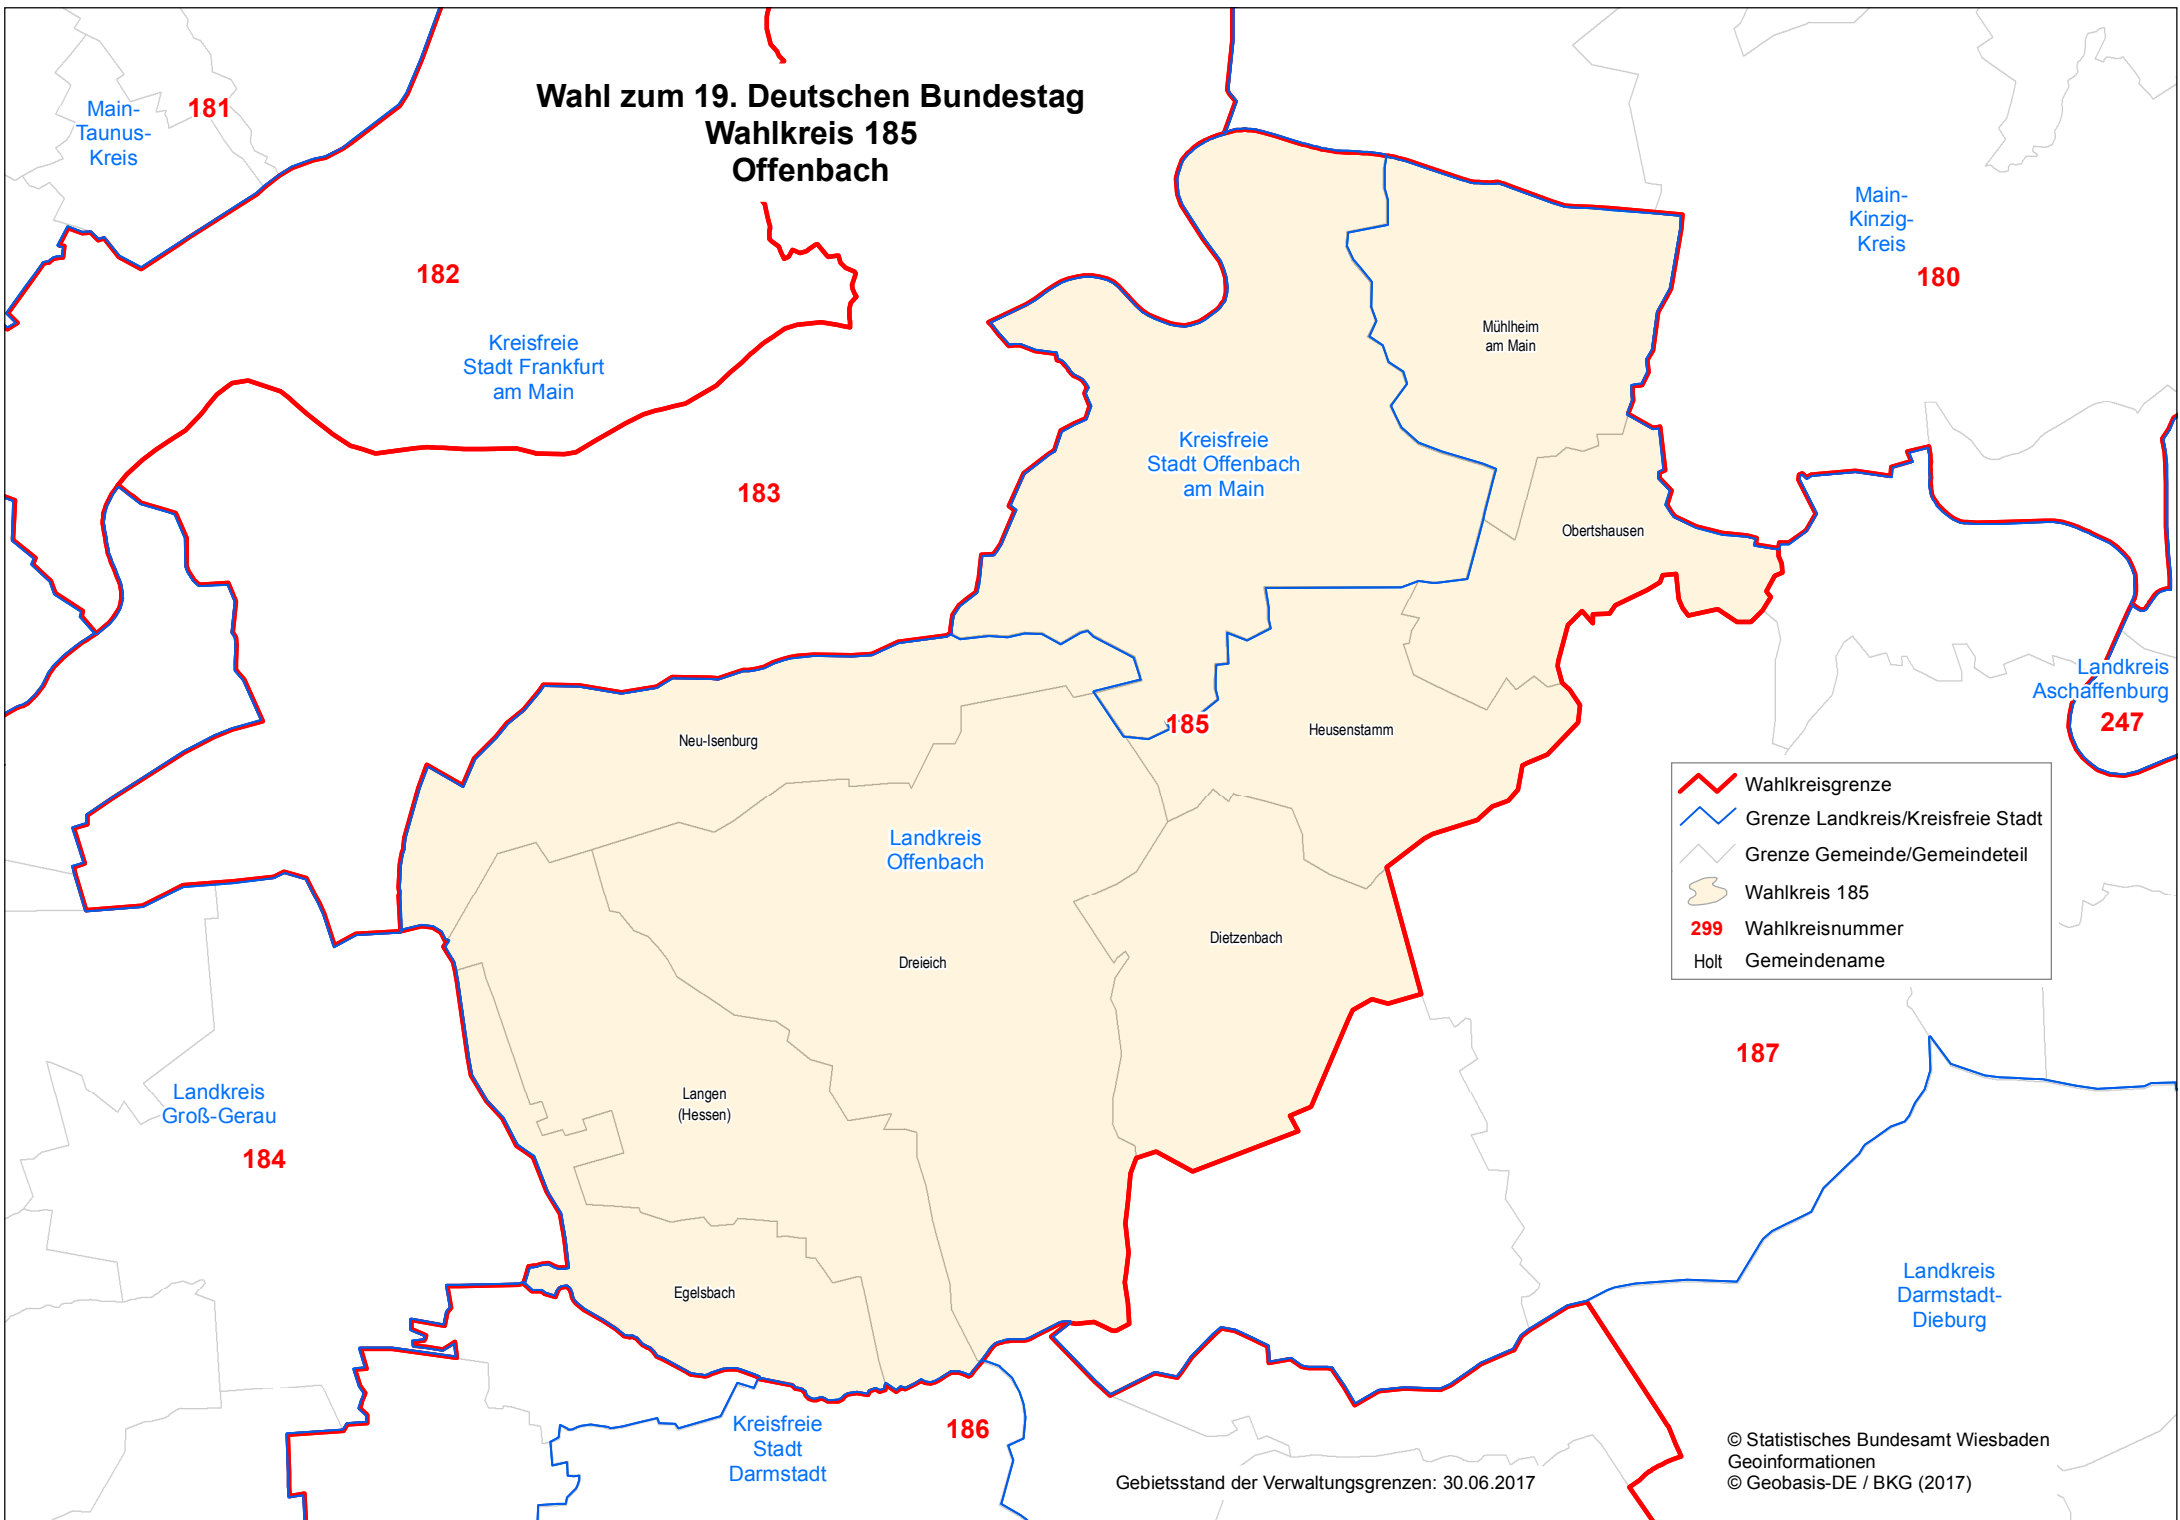 Wahl zum 19. Deutschen Bundestag
Wahlkreis 185
Offenbach
Main-
Taunus-
Kreis
181
182
Kreisfreie
Stadt Frankfurt
am Main
183
Main-
Kinzig-
Kreis
180
Mühlheim
am Main
Kreisfreie
Stadt Offenbach
am Main
Obertshausen
Landkreis
Aschaffenburg
247
185
Heusenstamm
Neu-Isenburg
Landkreis
Offenbach
Dietzenbach
Dreieich
Wahlkreisgrenze
Grenze Landkreis/Kreisfreie Stadt
Grenze Gemeinde/Gemeindeteil
Wahlkreis 185
299 Wahlkreisnummer
Holt Gemeindename
187
Langen
(Hessen)
Landkreis
Groß-Gerau
184
Egelsbach
Landkreis
Darmstadt-
Dieburg
Kreisfreie
Stadt
Darmstadt
186
Gebietsstand der Verwaltungsgrenzen: 30.06.2017
© Statistisches Bundesamt Wiesbaden
Geoinformationen
© Geobasis-DE / BKG (2017)